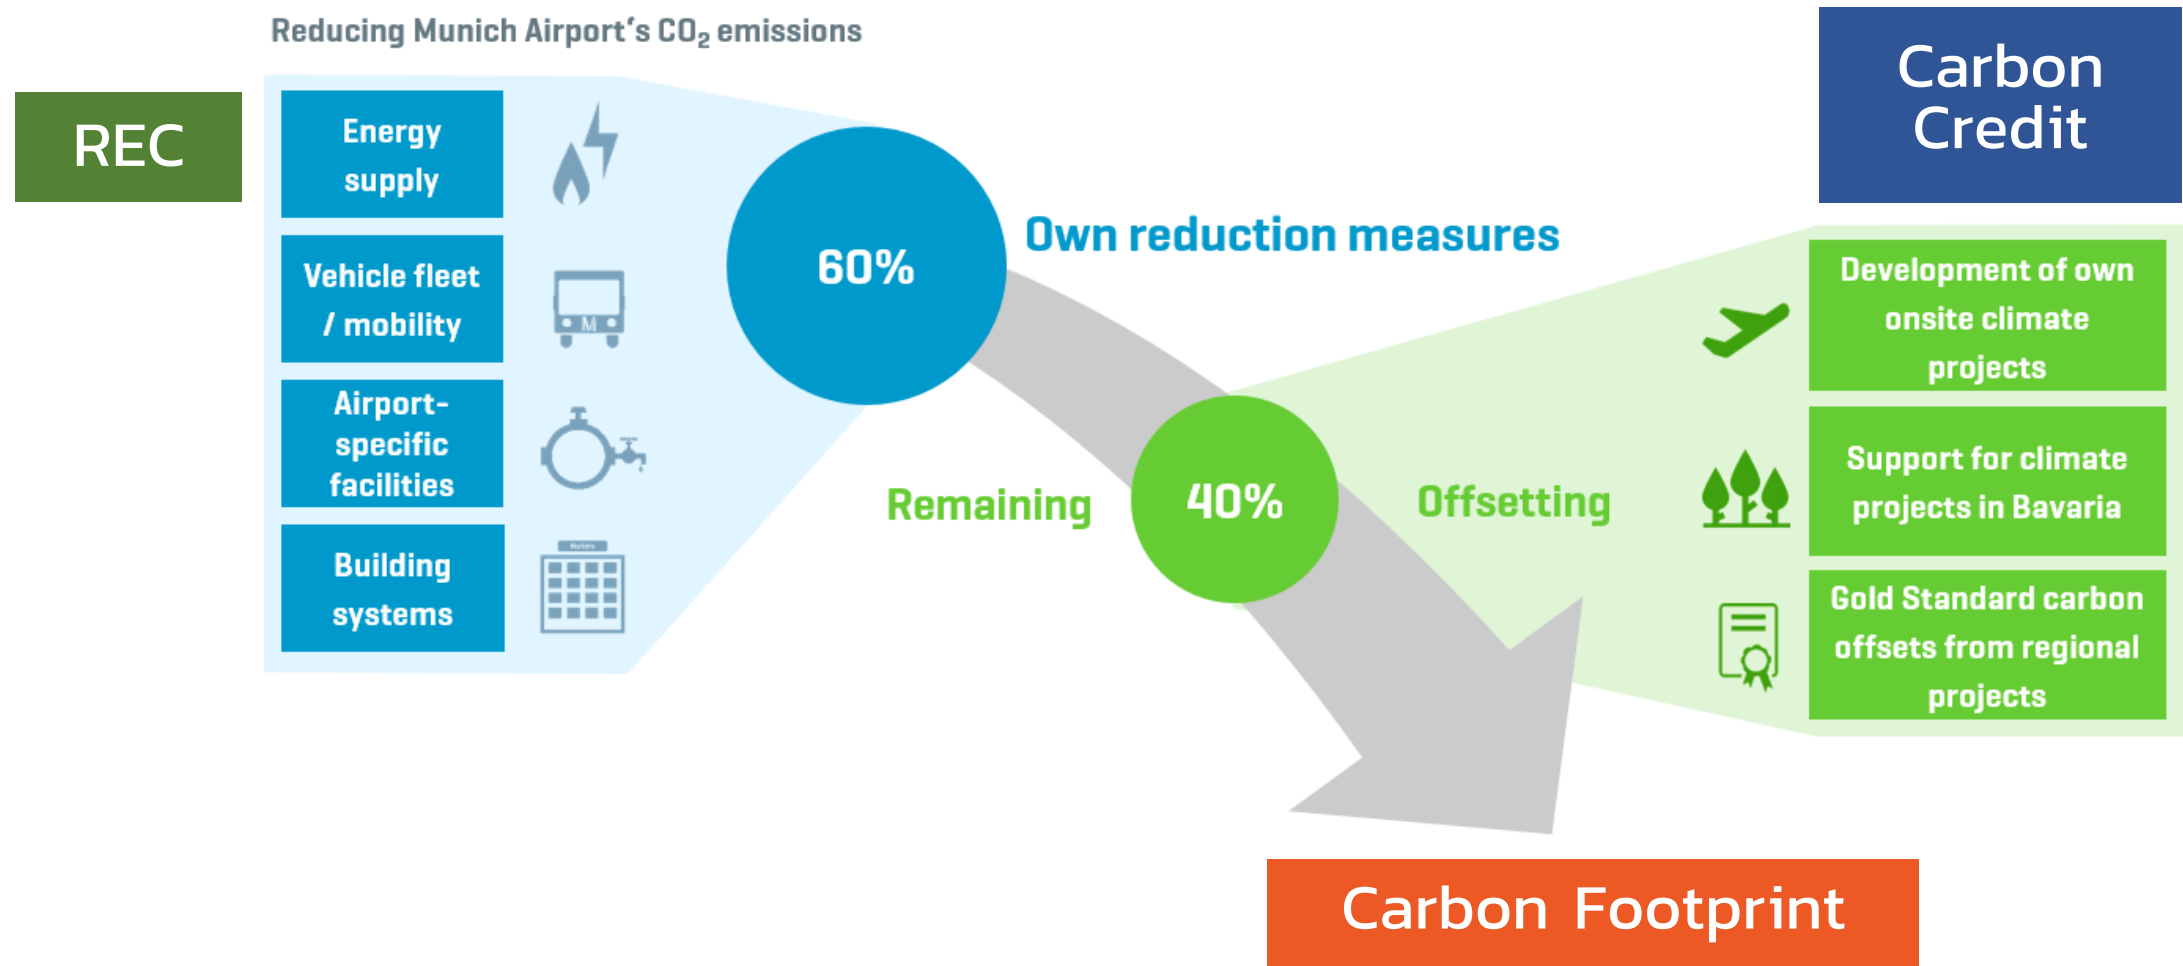 Reducing Munich Airport's CO₂ emissions
REC
Energy
supply
Vehicle fleet
/ mobility
M
Airport-
specific
facilities
Building
systems
60%
Own reduction measures
Remaining
40%
Offsetting
Carbon
Credit
Development of own
onsite climate
projects
Support for climate
projects in Bavaria
Gold Standard carbon
offsets from regional
projects
Carbon Footprint